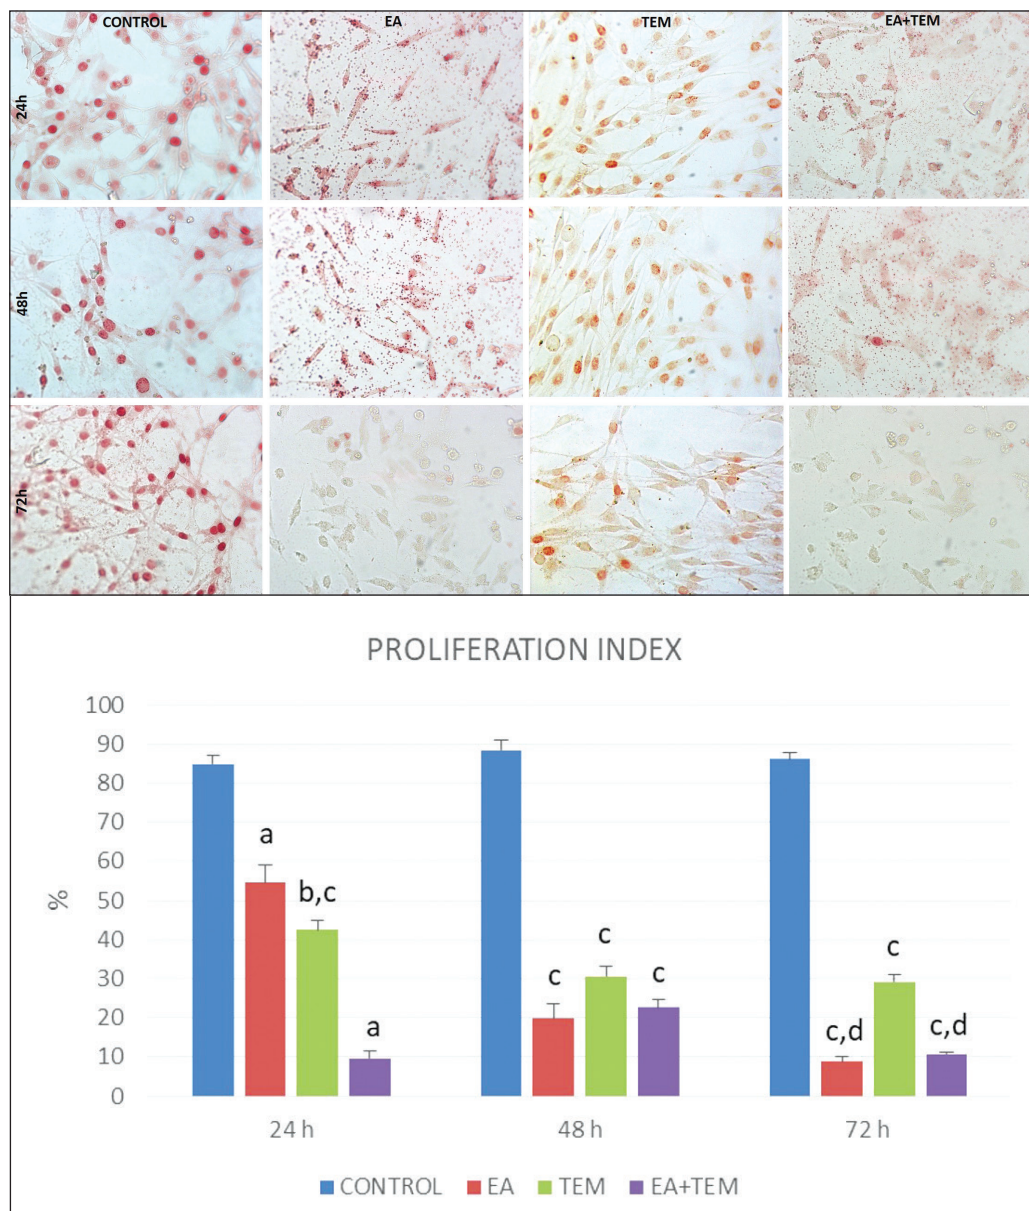 CONTROL EA TEM EA+TEM
24h
48h
72h
PROLIFERATION INDEX
100
90
80
70
60
50
40
30
20
10
0
%
a
b,c
a
c
c
c
c,d
c
c,d
24 h 48 h 72 h
CONTROL EA TEM EA+TEM